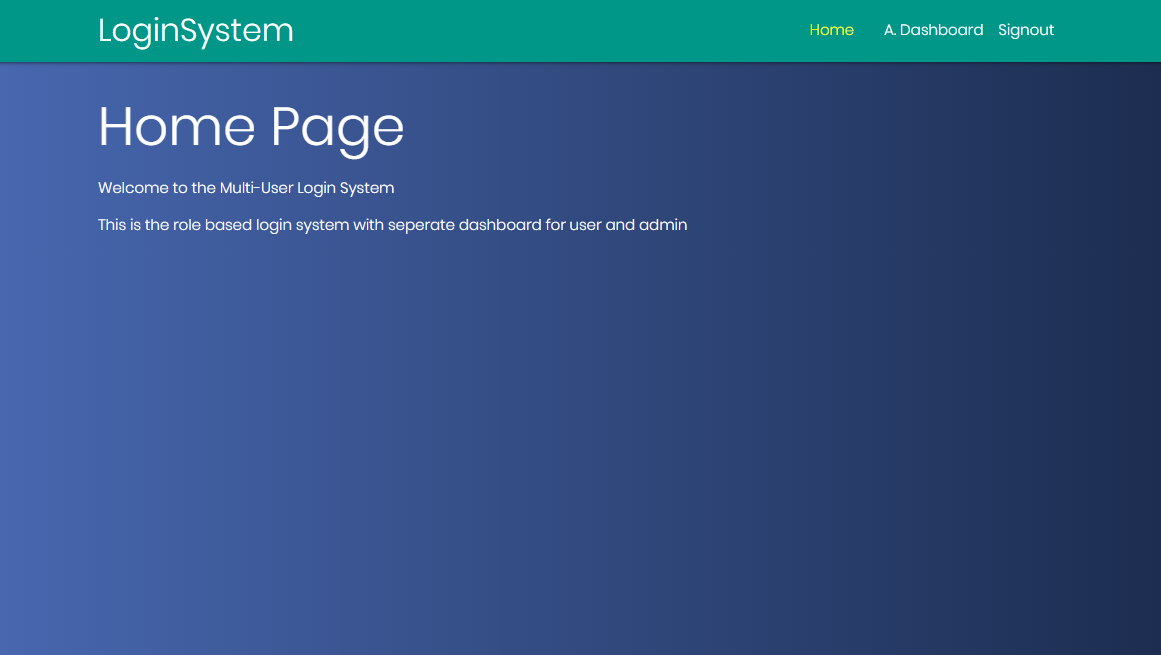 LoginSystem
Home A. Dashboard Signout
Home Page
Welcome to the Multi-User Login System
This is the role based login system with seperate dashboard for user and admin